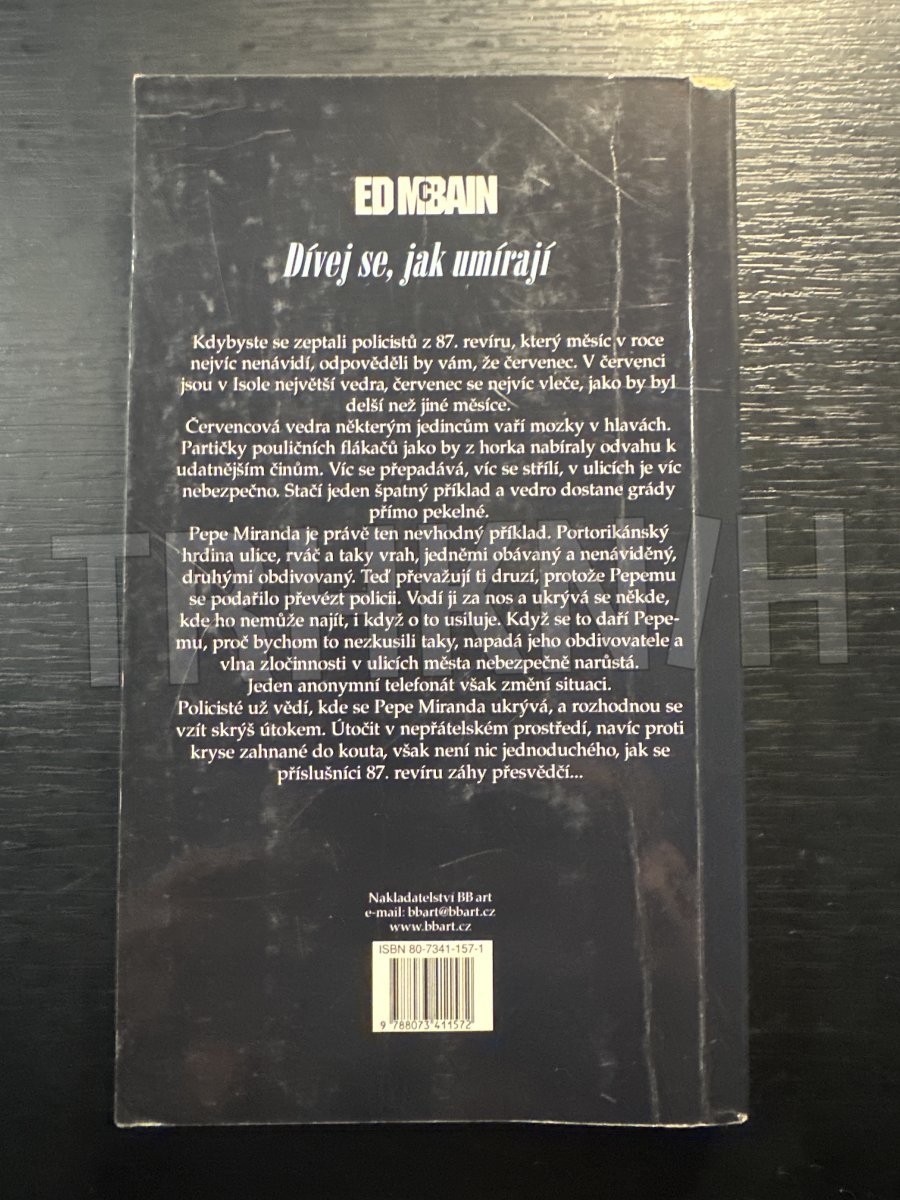 ED McBAIN
Dívej se, jak umírají
Kdybyste se zeptali policistů z 87. revíru, který měsíc v roce
nejvíc nenávidí, odpověděli by vám, že červenec. V červenci
jsou v Isole největší vedra, červenec se nejvíc vleče, jako by byl
delší než jiné měsíce.
Červencová vedra některým jedincům vaří mozky v hlavách.
Partičky pouličních flákačů jako by z horka nabíraly odvahu k
udatnějším činům. Víc se přepadává, víc se střílí, v ulicích je víc
nebezpečno. Stačí jeden špatný příklad a vedro dostane grády
přímo pekelné.
Pepe Miranda je právě ten nevhodný příklad. Portorikánský
hrdina ulice, rváč a taky vrah, jedněmi obávaný a nenáviděný,
druhými obdivovaný. Teď převažují ti druzí, protože Pepemu
se podařilo převézt policii. Vodí ji za nos a ukrývá se někde,
kde ho nemůže najít, i když o to usiluje. Když se to daří Pepe-
mu, proč bychom to nezkusili taky, napadá jeho obdivovatele a
vlna zločinnosti v ulicích města nebezpečně narůstá.
Jeden anonymní telefonát však změní situaci.
Policisté už vědí, kde se Pepe Miranda ukrývá, a rozhodnou se
vzít skrýš útokem. Útočit v nepřátelském prostředí, navíc proti
kryse zahnané do kouta, však není nic jednoduchého, jak se
příslušníci 87. revíru záhy přesvědčí...
Nakladatelství BB art
e-mail: bbart@bbart.cz
www.bbart.cz
ISBN 80-7341-157-1
9 788073 411572